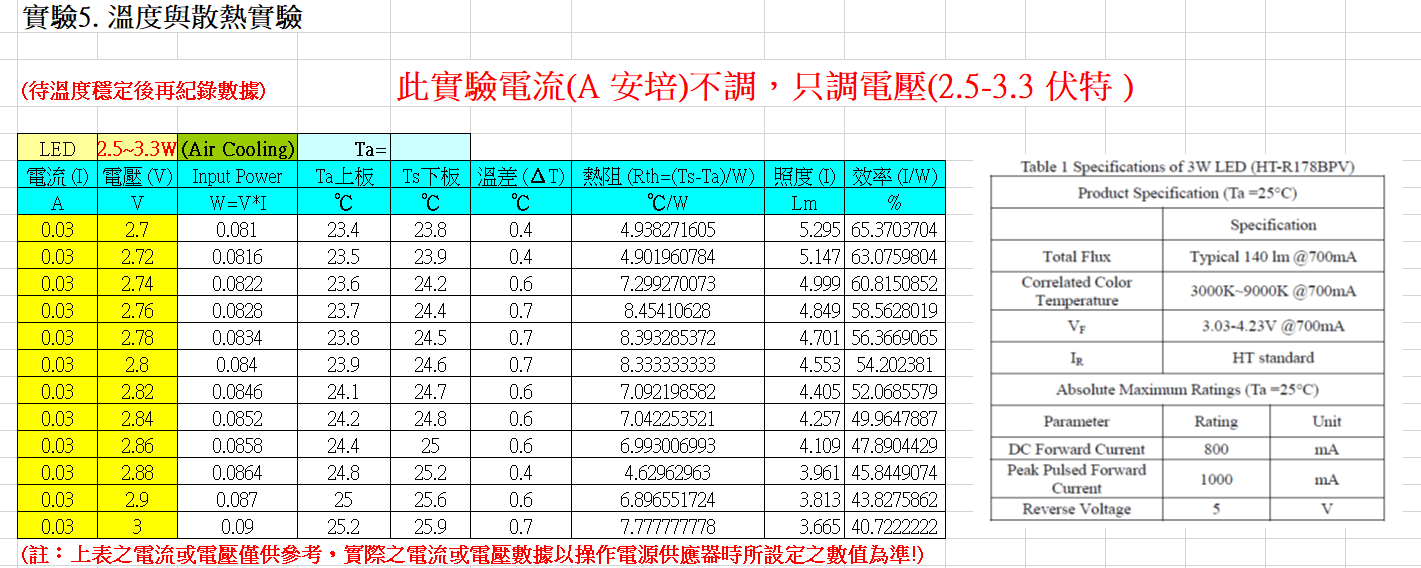 實驗5. 溫度與散熱實驗
(待溫度穩定後再紀錄數據)
此實驗電流(A 安培)不調，只調電壓(2.5-3.3 伏特 )
LED 2.5~3.3W (Air Cooling) Ta=
電流 (I) 電壓 (V) Input Power Ta上板 Ts下板 溫差 (ΔT) 熱阻 (Rth=(Ts-Ta)/W) 照度 (I) 效率 (I/W)
A V W=V*I ℃ ℃ ℃ ℃/W Lm %
0.03 2.7 0.081 23.4 23.8 0.4 4.938271605 5.295 65.3703704
0.03 2.72 0.0816 23.5 23.9 0.4 4.901960784 5.147 63.0759804
0.03 2.74 0.0822 23.6 24.2 0.6 7.299270073 4.999 60.8150852
0.03 2.76 0.0828 23.7 24.4 0.7 8.45410628 4.849 58.5628019
0.03 2.78 0.0834 23.8 24.5 0.7 8.393285372 4.701 56.3669065
0.03 2.8 0.084 23.9 24.6 0.7 8.333333333 4.553 54.202381
0.03 2.82 0.0846 24.1 24.7 0.6 7.092198582 4.405 52.0685579
0.03 2.84 0.0852 24.2 24.8 0.6 7.042253521 4.257 49.9647887
0.03 2.86 0.0858 24.4 25 0.6 6.993006993 4.109 47.8904429
0.03 2.88 0.0864 24.8 25.2 0.4 4.62962963 3.961 45.8449074
0.03 2.9 0.087 25 25.6 0.6 6.896551724 3.813 43.8275862
0.03 3 0.09 25.2 25.9 0.7 7.777777778 3.665 40.7222222
(註：上表之電流或電壓僅供參考，實際之電流或電壓數據以操作電源供應器時所設定之數值為準!)
Table 1 Specifications of 3W LED (HT-R178BPV)
Product Specification (Ta =25°C)
Specification
Total Flux Typical 140 lm @700mA
Correlated Color
Temperature 3000K~9000K @700mA
VF 3.03-4.23V @700mA
IR HT standard
Absolute Maximum Ratings (Ta =25°C)
Parameter Rating Unit
DC Forward Current 800 mA
Peak Pulsed Forward
Current 1000 mA
Reverse Voltage 5 V